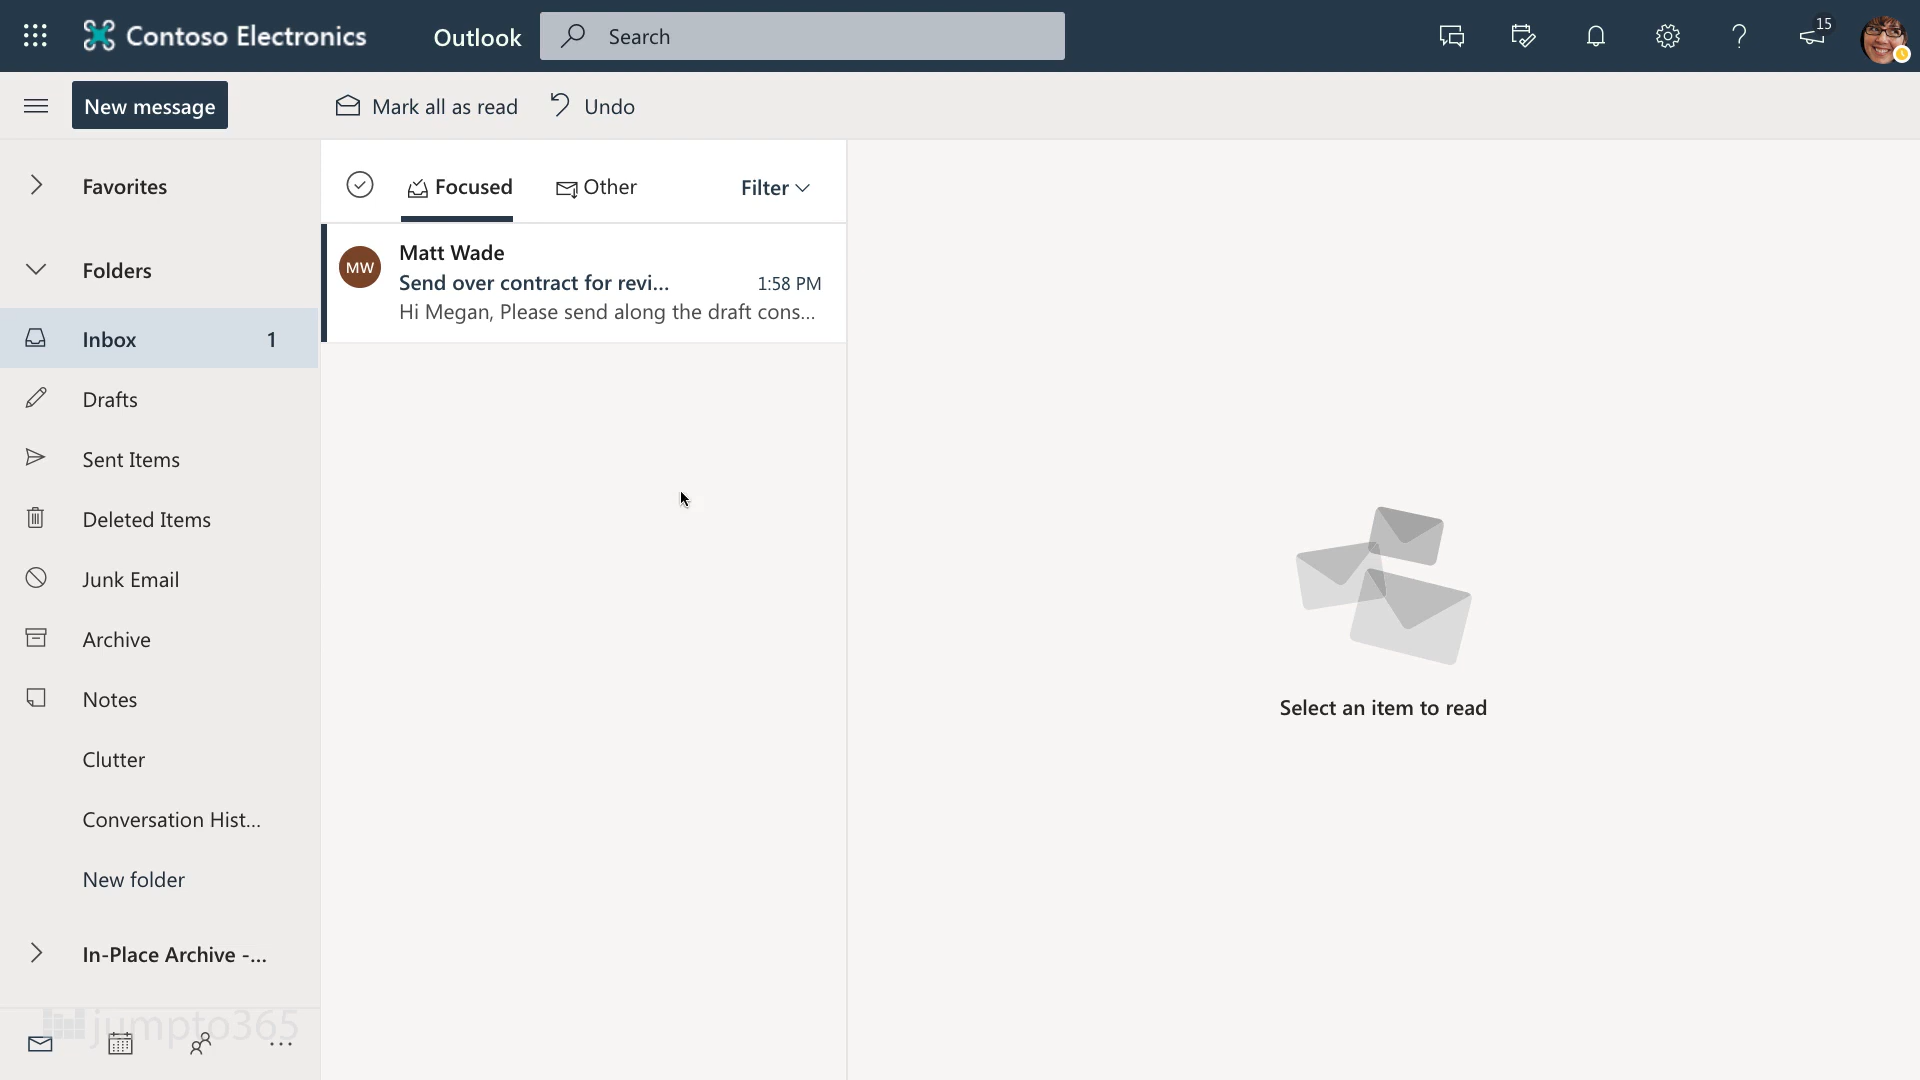 Contoso Electronics
Outlook
Search
15
New message
Mark all as read
Undo
Favorites
Folders
Inbox 1
Drafts
Sent Items
Deleted Items
Junk Email
Archive
Notes
Clutter
Conversation Hist...
New folder
In-Place Archive -...
jumpto365
Focused
Other
Filter
MW
Matt Wade
Send over contract for revi... 1:58 PM
Hi Megan, Please send along the draft cons...
Select an item to read